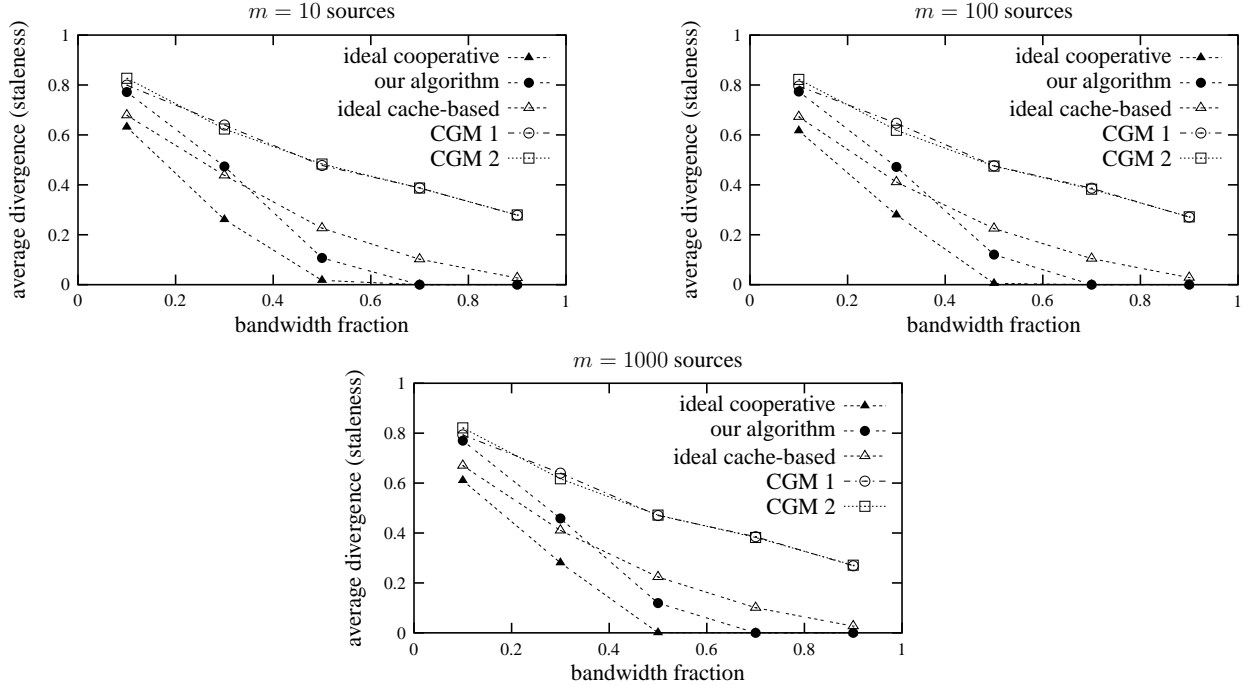 m = 10 sources
average divergence (staleness)
1
0.8
0.6
0.4
0.2
0
0 0.2 0.4 0.6 0.8 1
bandwidth fraction
ideal cooperative
our algorithm
ideal cache-based
CGM 1
CGM 2
m = 100 sources
average divergence (staleness)
1
0.8
0.6
0.4
0.2
0
0 0.2 0.4 0.6 0.8 1
bandwidth fraction
ideal cooperative
our algorithm
ideal cache-based
CGM 1
CGM 2
m = 1000 sources
average divergence (staleness)
1
0.8
0.6
0.4
0.2
0
0 0.2 0.4 0.6 0.8 1
bandwidth fraction
ideal cooperative
our algorithm
ideal cache-based
CGM 1
CGM 2